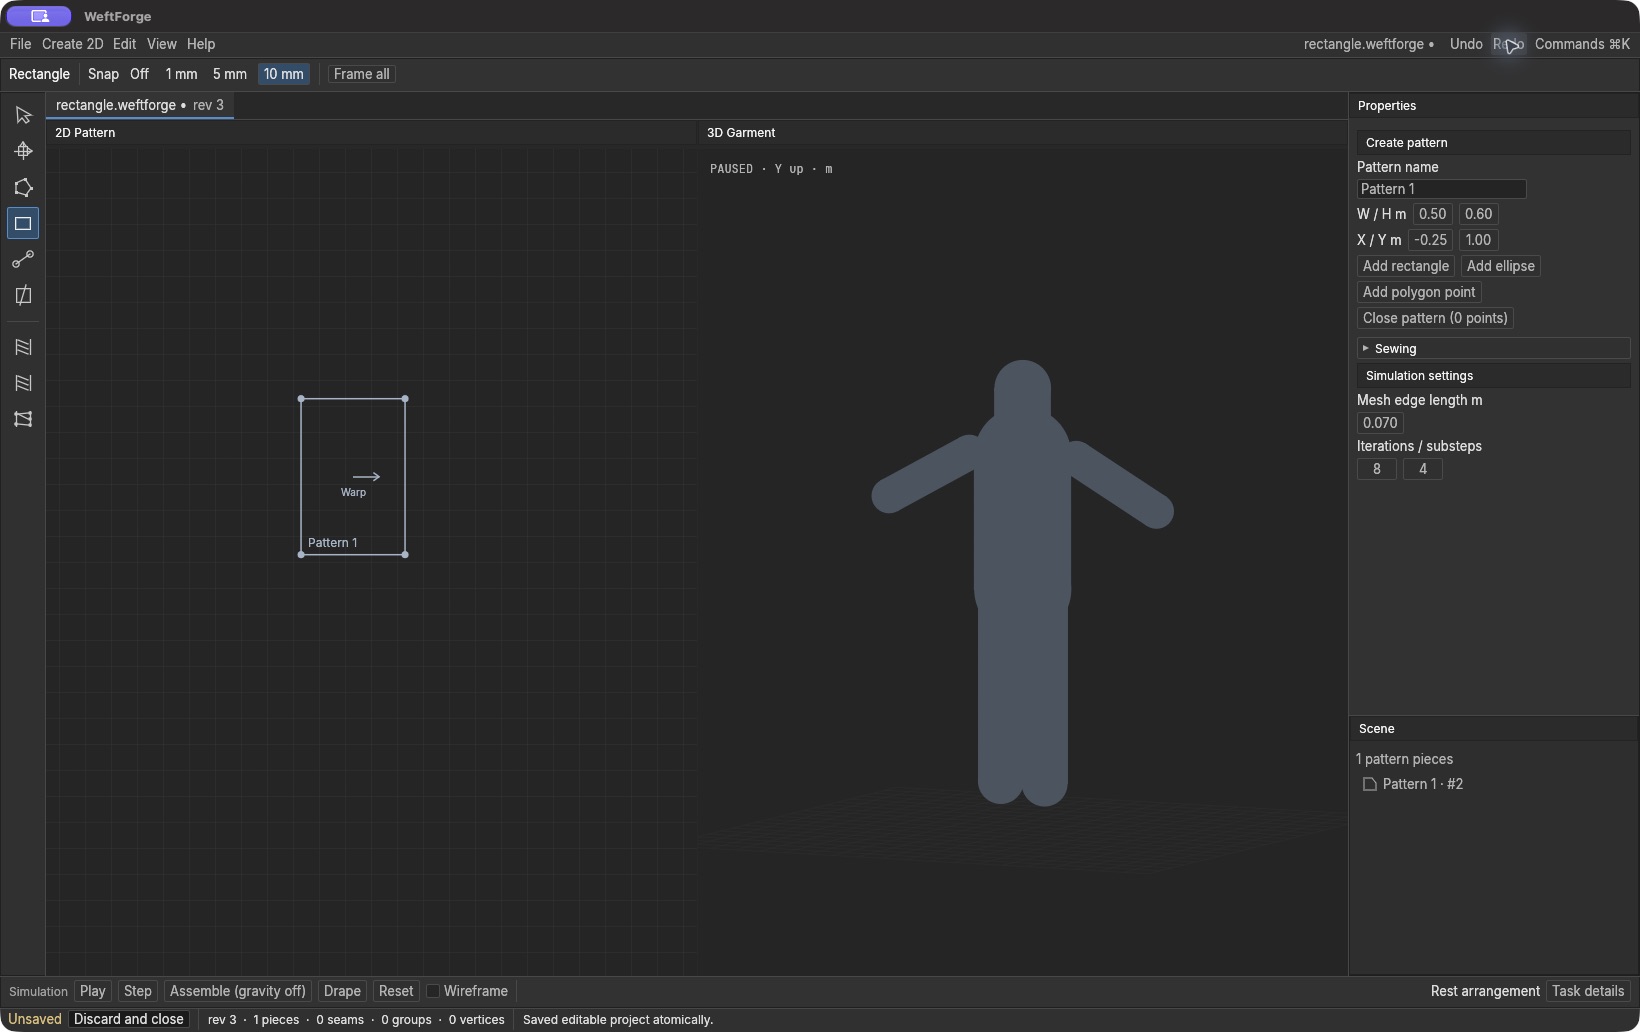 WeftForge
File Create 2D Edit View Help
rectangle.weftforge • Undo Redo Commands ⌘K
Rectangle Snap Off 1 mm 5 mm 10 mm Frame all
rectangle.weftforge • rev 3
2D Pattern
Warp
Pattern 1
3D Garment
PAUSED · Y up · m
Properties
Create pattern
Pattern name
Pattern 1
W / H m 0.50 0.60
X / Y m -0.25 1.00
Add rectangle Add ellipse
Add polygon point
Close pattern (0 points)
▸ Sewing
Simulation settings
Mesh edge length m
0.070
Iterations / substeps
8 4
Scene
1 pattern pieces
Pattern 1 · #2
Simulation Play Step Assemble (gravity off) Drape Reset Wireframe
Rest arrangement Task details
Unsaved Discard and close rev 3 · 1 pieces · 0 seams · 0 groups · 0 vertices Saved editable project atomically.